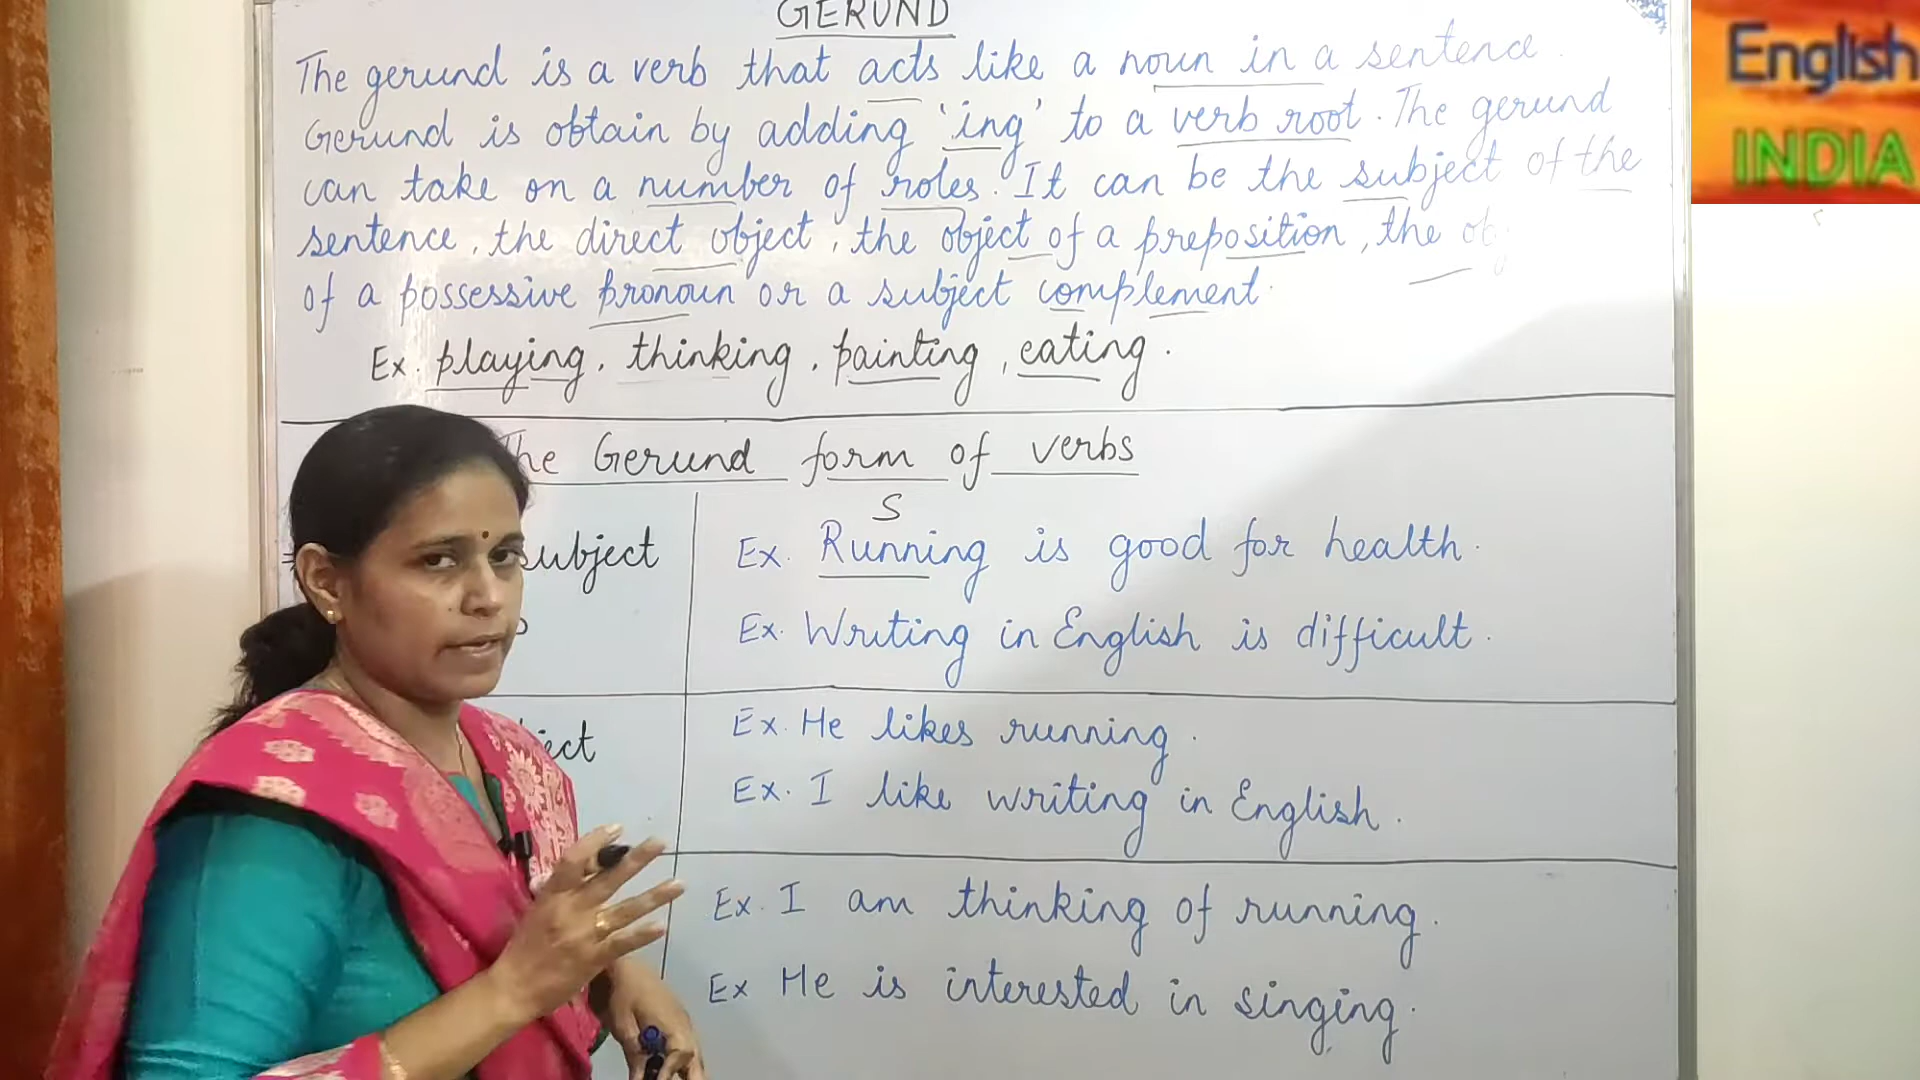 GERUND
The gerund is a verb that acts like a noun in a sentence.
Gerund is obtain by adding 'ing' to a verb root. The gerund
can take on a number of roles. It can be the subject of the
sentence, the direct object, the object of a preposition, the
of a possessive pronoun or a subject complement.
Ex. playing, thinking, painting, eating.
The Gerund form of verbs
S
subject
Ex. Running is good for health.
Ex. Writing in English is difficult.
Ex. He likes running.
Ex. I like writing in English.
Ex. I am thinking of running.
Ex He is interested in singing.
English
INDIA